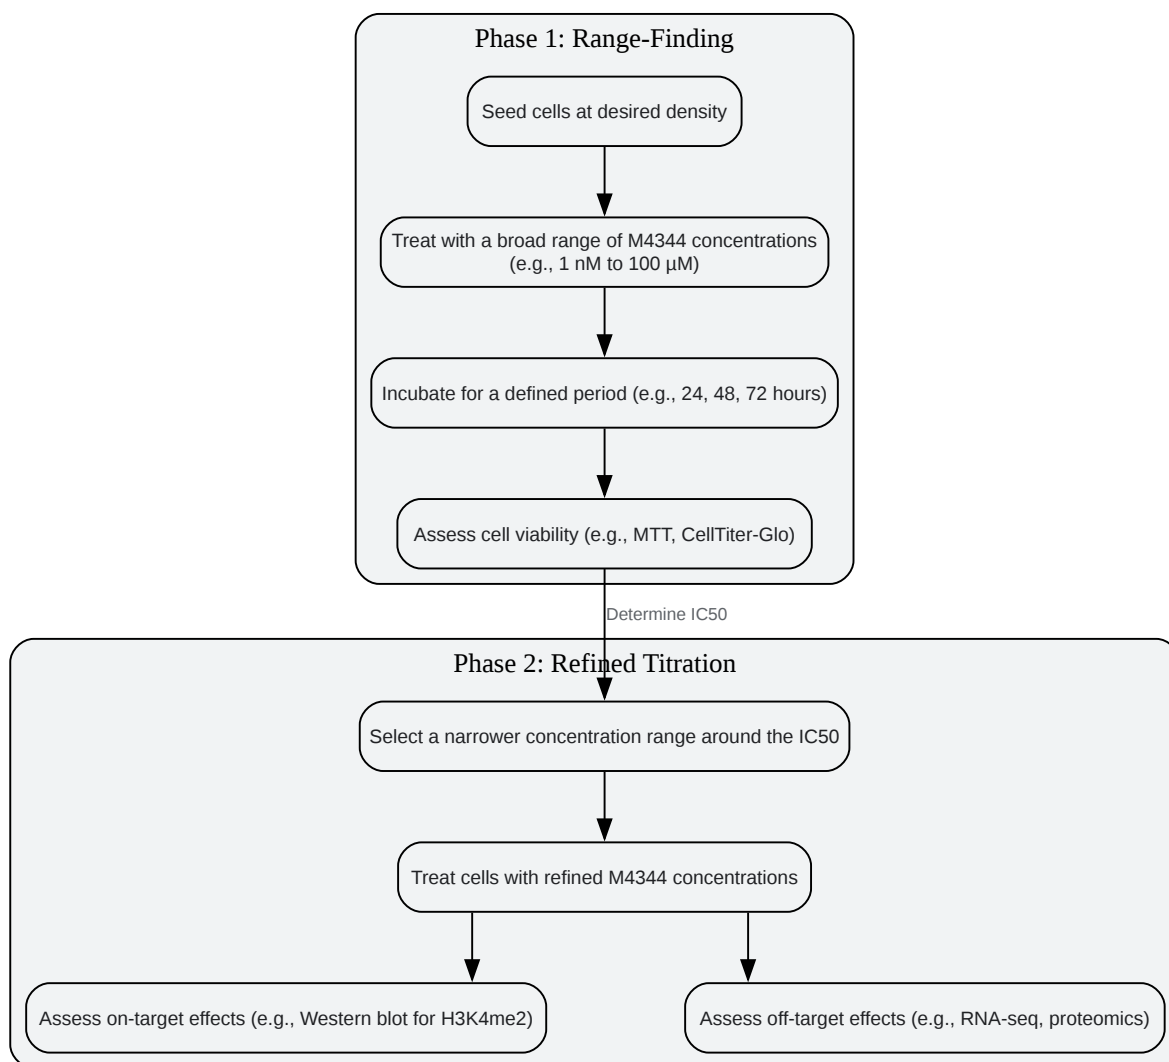 Phase 1: Range-Finding
Seed cells at desired density
Treat with a broad range of M4344 concentrations
(e.g., 1 nM to 100 µM)
Incubate for a defined period (e.g., 24, 48, 72 hours)
Assess cell viability (e.g., MTT, CellTiter-Glo)
Determine IC50
Phase 2: Refined Titration
Select a narrower concentration range around the IC50
Treat cells with refined M4344 concentrations
Assess on-target effects (e.g., Western blot for H3K4me2)
Assess off-target effects (e.g., RNA-seq, proteomics)